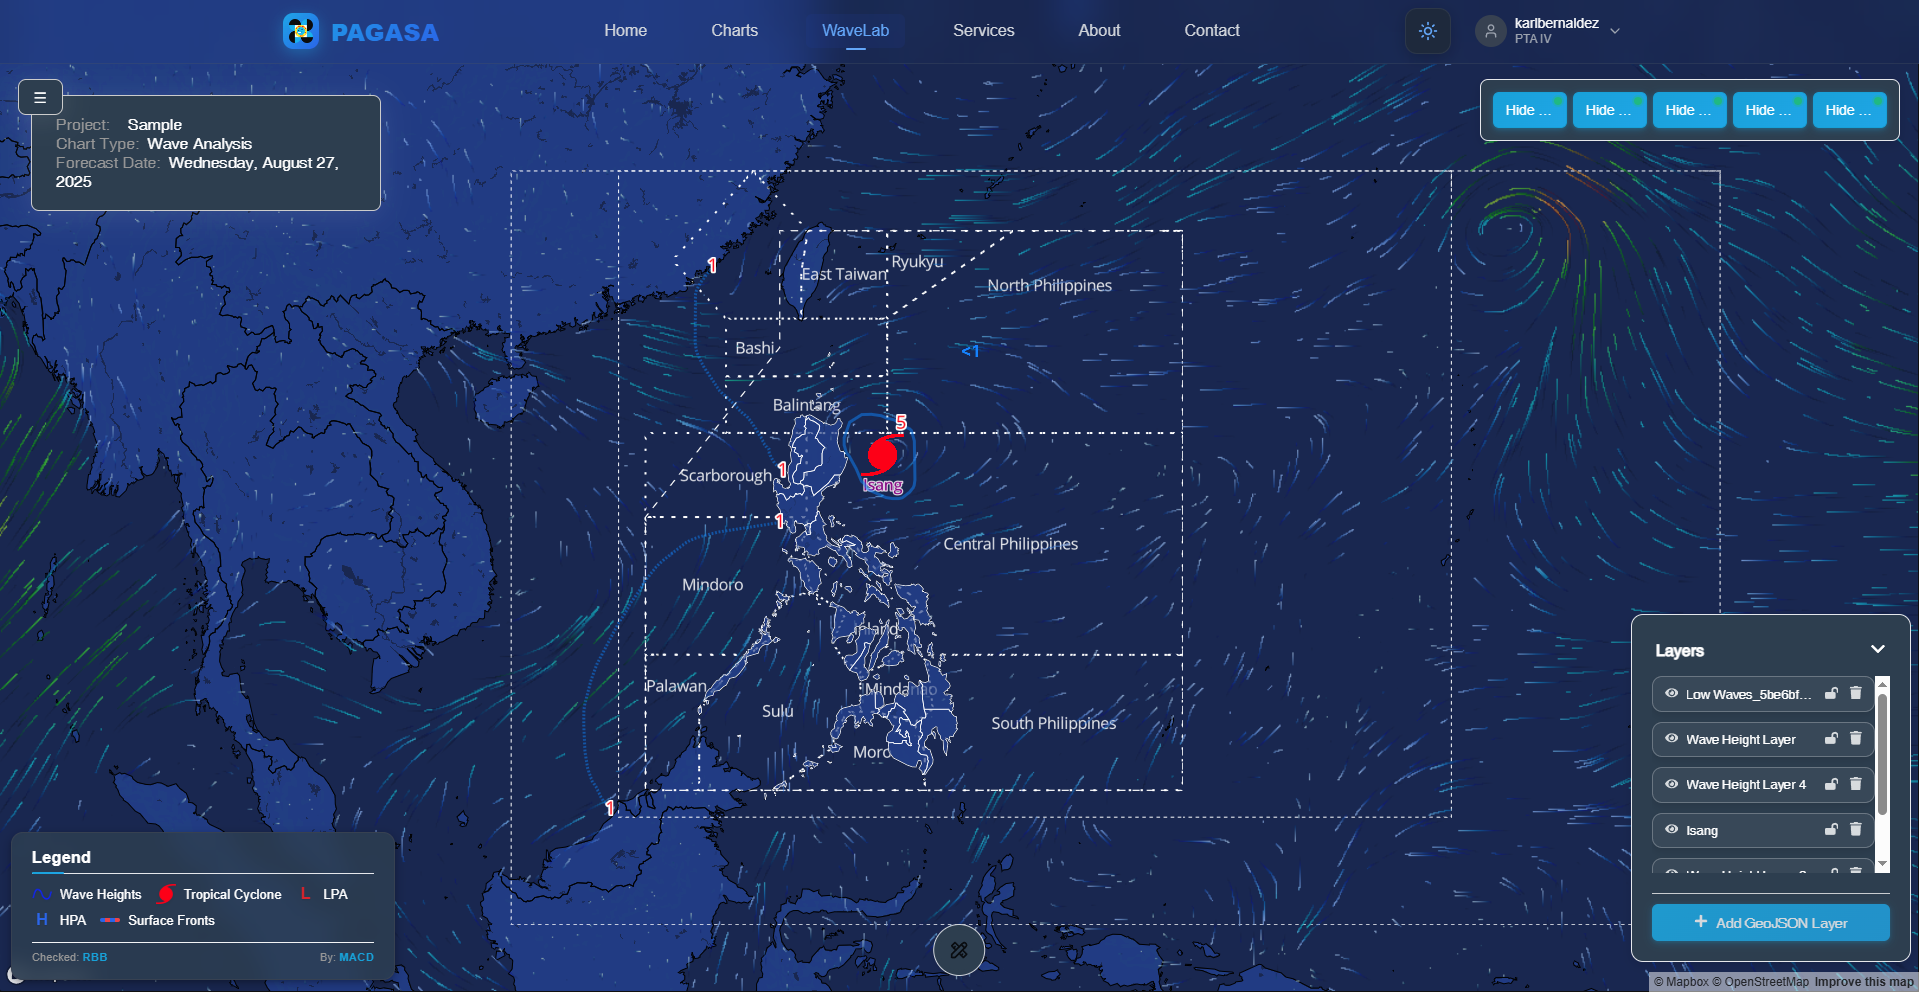 PAGASA
Home
Charts
WaveLab
Services
About
Contact
karlbernaldez
PTA IV
Project: Sample
Chart Type: Wave Analysis
Forecast Date: Wednesday, August 27,
2025
Hide ...
Hide ...
Hide ...
Hide ...
Hide ...
1
East Taiwan
Ryukyu
North Philippines
Bashi
<1
Balintang
5
Scarborough
1
Isang
1
Central Philippines
Mindoro
Inland
Palawan
Mindanao
Sulu
South Philippines
Moro
1
Layers
Low Waves_5be6bf...
Wave Height Layer
Wave Height Layer 4
Isang
+ Add GeoJSON Layer
Legend
Wave Heights
Tropical Cyclone
L LPA
H HPA
Surface Fronts
Checked: RBB
By: MACD
© Mapbox © OpenStreetMap Improve this map